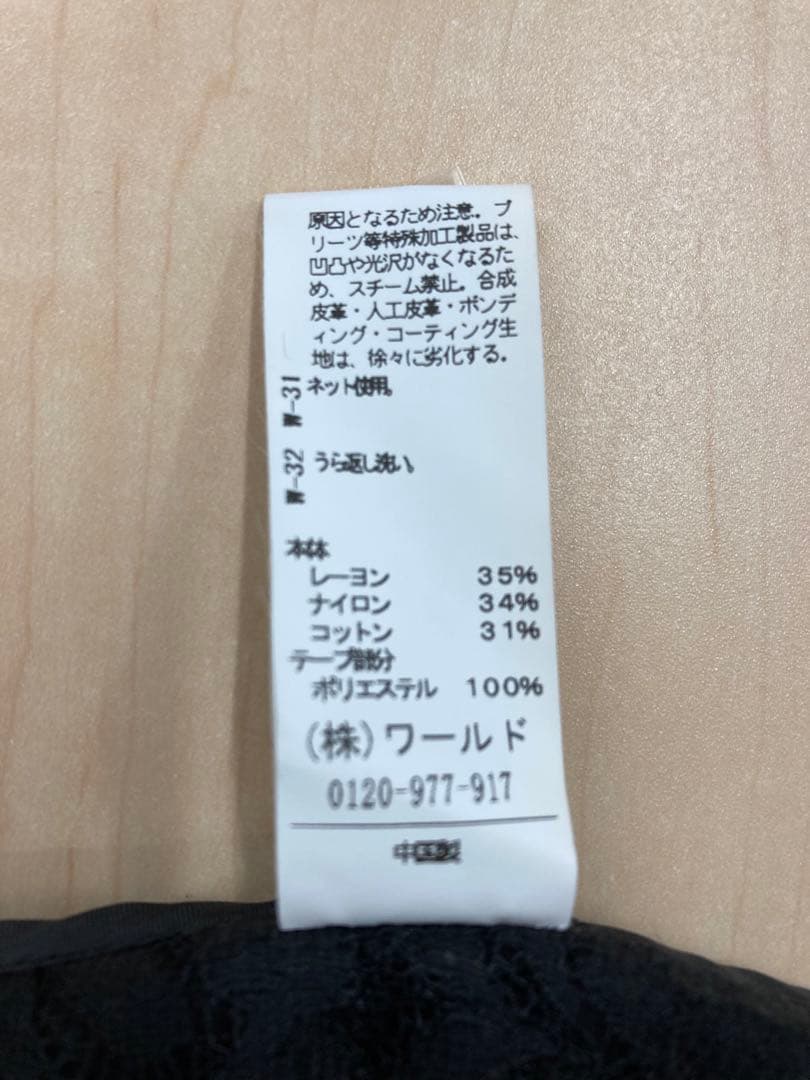 原因となるため注意。プ
リーツ等特殊加工製品は、
凹凸や光沢がなくなるた
め、スチーム禁止。合成
皮革・人工皮革・ボンデ
ィング・コーティング生
地は、徐々に劣化する。
W-31 ネット使用。
W-32 うら返し洗い。
本体
レーヨン 35%
ナイロン 34%
コットン 31%
テープ部分
ポリエステル 100%
(株)ワールド
0120-977-917
中国製